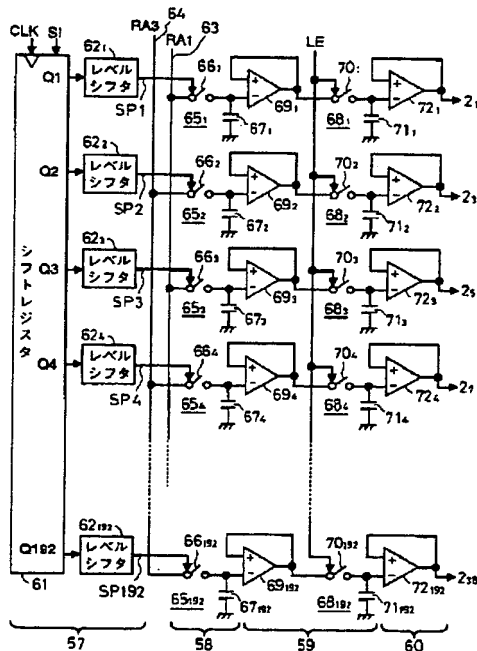 64
CLK SI RA3 63
RA1 LE
Q1 レベルシフタ 62₁ SP1 66₁ 65₁ 67₁ 69₁ 70₁ 68₁ 71₁ 72₁ 2₁
Q2 レベルシフタ 62₂ SP2 66₂ 65₂ 67₂ 69₂ 70₂ 68₂ 71₂ 72₂ 2₃
シフトレジスタ
Q3 レベルシフタ 62₃ SP3 66₃ 65₃ 67₃ 69₃ 70₃ 68₃ 71₃ 72₃ 2₅
Q4 レベルシフタ 62₄ SP4 66₄ 65₄ 67₄ 69₄ 70₄ 68₄ 71₄ 72₄ 2₇
Q192 レベルシフタ 62₁₉₂ SP192 66₁₉₂ 65₁₉₂ 67₁₉₂ 69₁₉₂ 70₁₉₂ 68₁₉₂ 71₁₉₂ 72₁₉₂
61
57 58 59 60